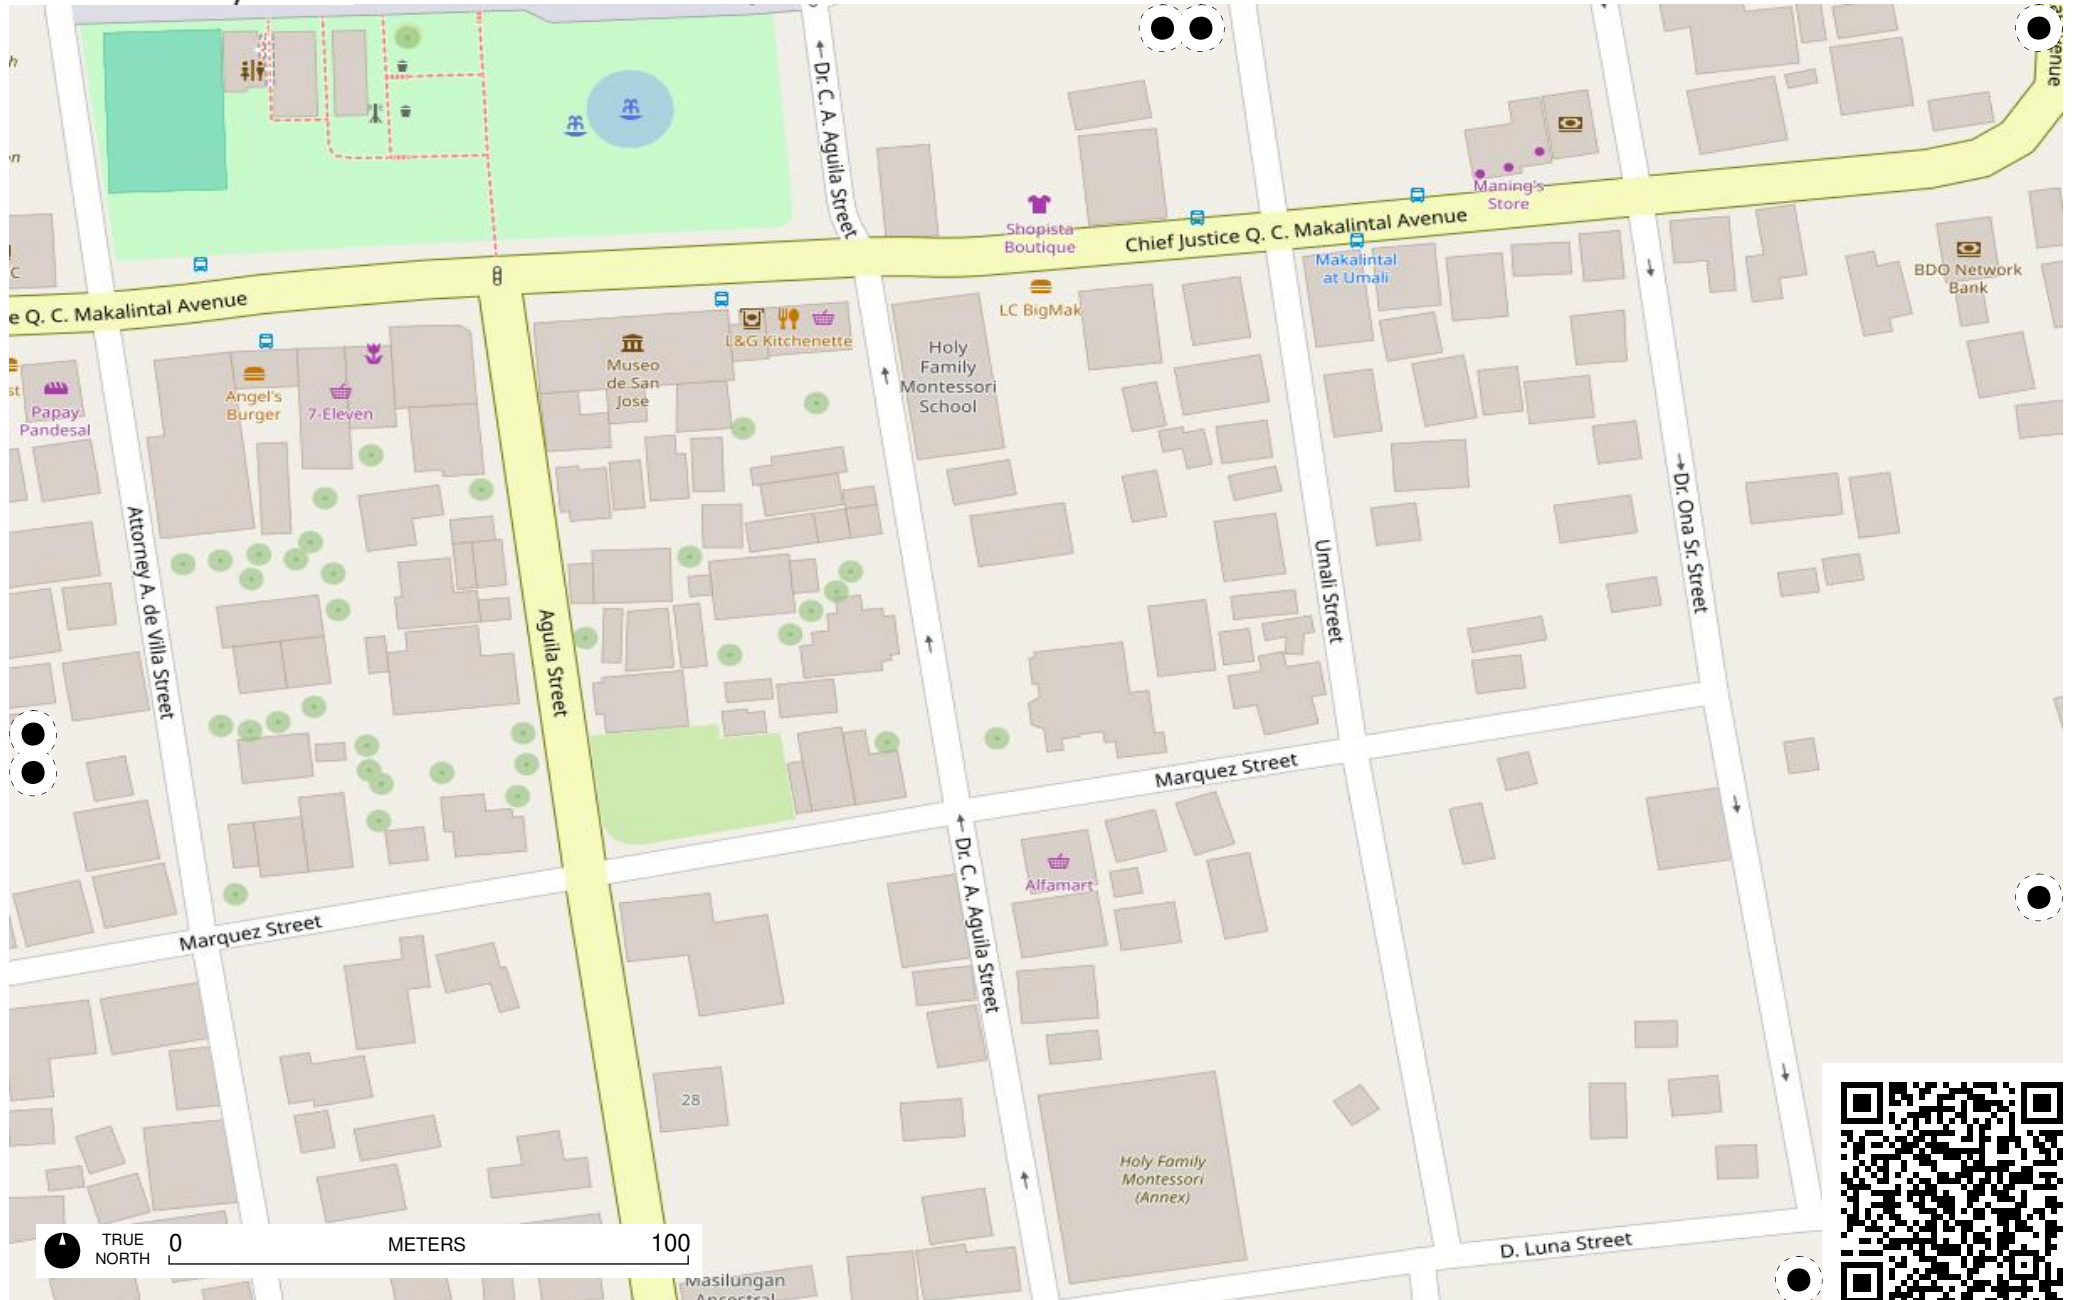 Dr. C. A. Aguila Street
Maning's
Store
Shopista
Boutique
Chief Justice Q. C. Makalintal Avenue
Makalintal
at Umali
BDO Network
Bank
e Q. C. Makalintal Avenue
LC BigMak
L&G Kitchenette
Museo
de San
Jose
Holy
Family
Montessori
School
Angel's
Burger
7-Eleven
Papay
Pandesal
st
C
h
on
Attorney A. de Villa Street
Aguila Street
Umali Street
Dr. Ona Sr. Street
Marquez Street
Alfamart
Dr. C. A. Aguila Street
Marquez Street
28
Holy Family
Montessori
(Annex)
D. Luna Street
Masilungan
Ancestral
TRUE
NORTH
0 METERS 100